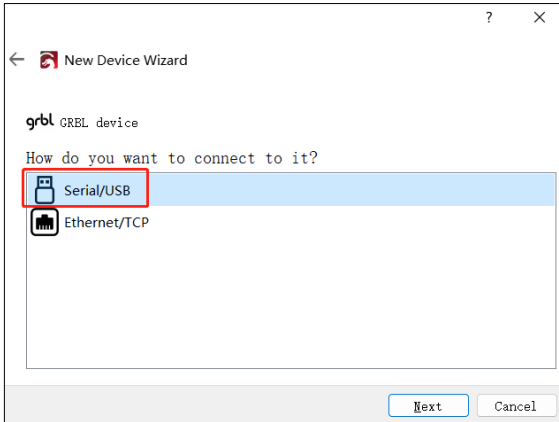 ?
New Device Wizard
grbl GRBL device
How do you want to connect to it?
Serial/USB
Ethernet/TCP
Next Cancel